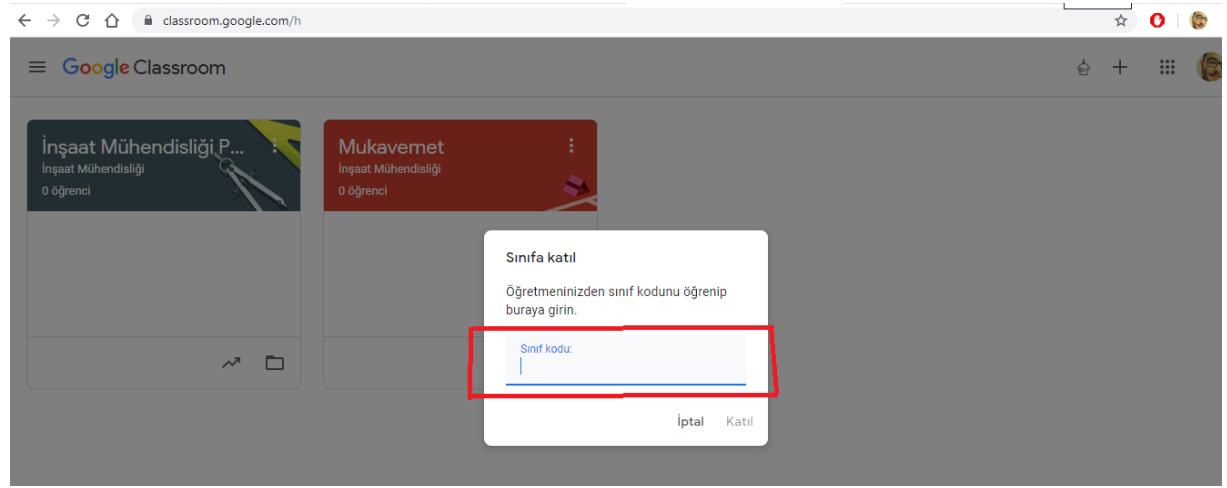 classroom.google.com/h
Google Classroom
İnşaat Mühendisliği P...
İnşaat Mühendisliği
0 öğrenci
Mukavemet
İnşaat Mühendisliği
0 öğrenci
Sınıfa katıl
Öğretmeninizden sınıf kodunu öğrenip
buraya girin.
Sınıf kodu:
İptal Katıl